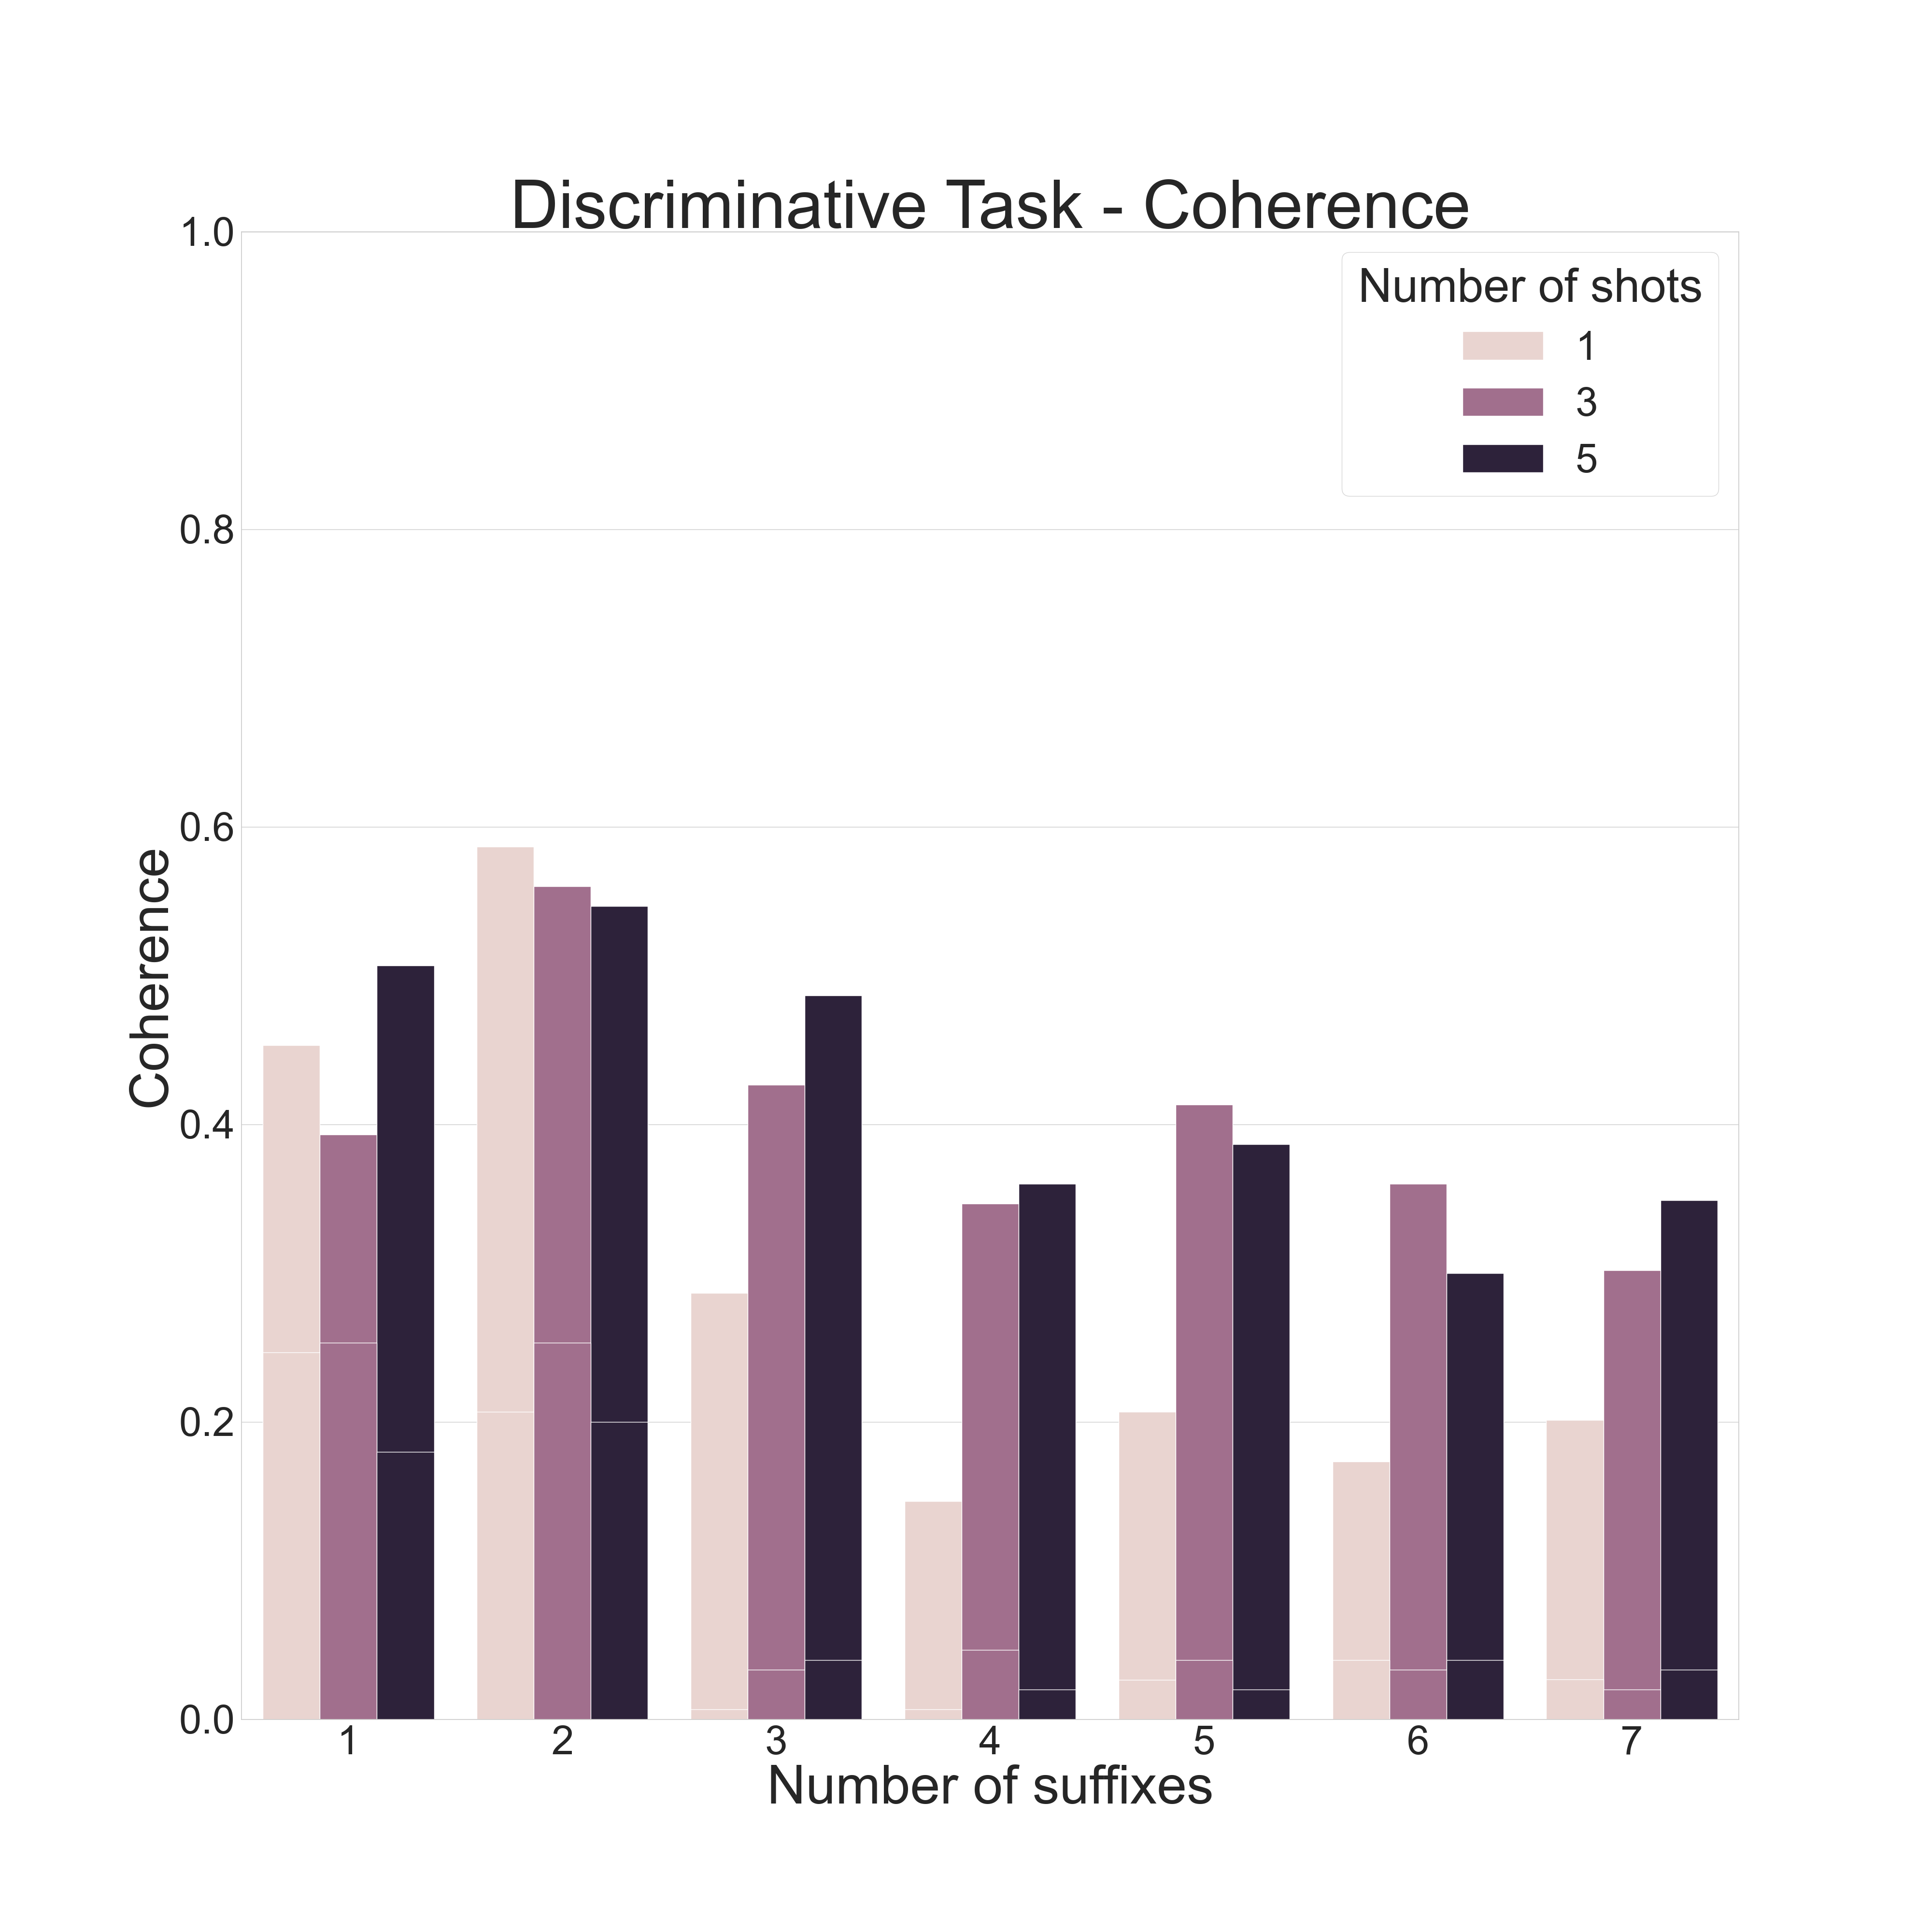 Discriminative Task - Coherence
1.0
0.8
0.6
0.4
0.2
0.0
Coherence
Number of shots
1
3
5
1 2 3 4 5 6 7
Number of suffixes